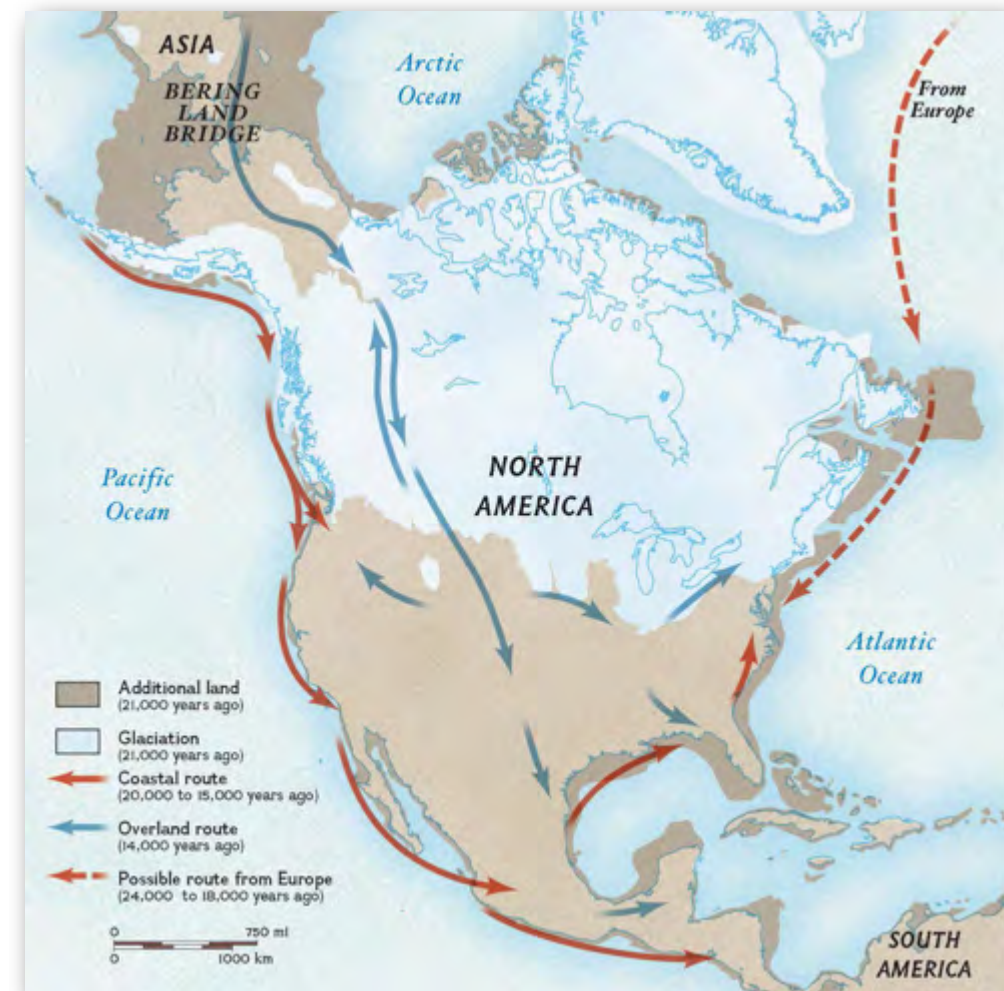 ASIA
BERING
LAND
BRIDGE
Arctic
Ocean
From
Europe
NORTH
AMERICA
Pacific
Ocean
Atlantic
Ocean
Additional land
(21,000 years ago)
Glaciation
(21,000 years ago)
Coastal route
(20,000 to 15,000 years ago)
Overland route
(14,000 years ago)
Possible route from Europe
(24,000 to 18,000 years ago)
0 750 mi
0 1000 km
SOUTH
AMERICA